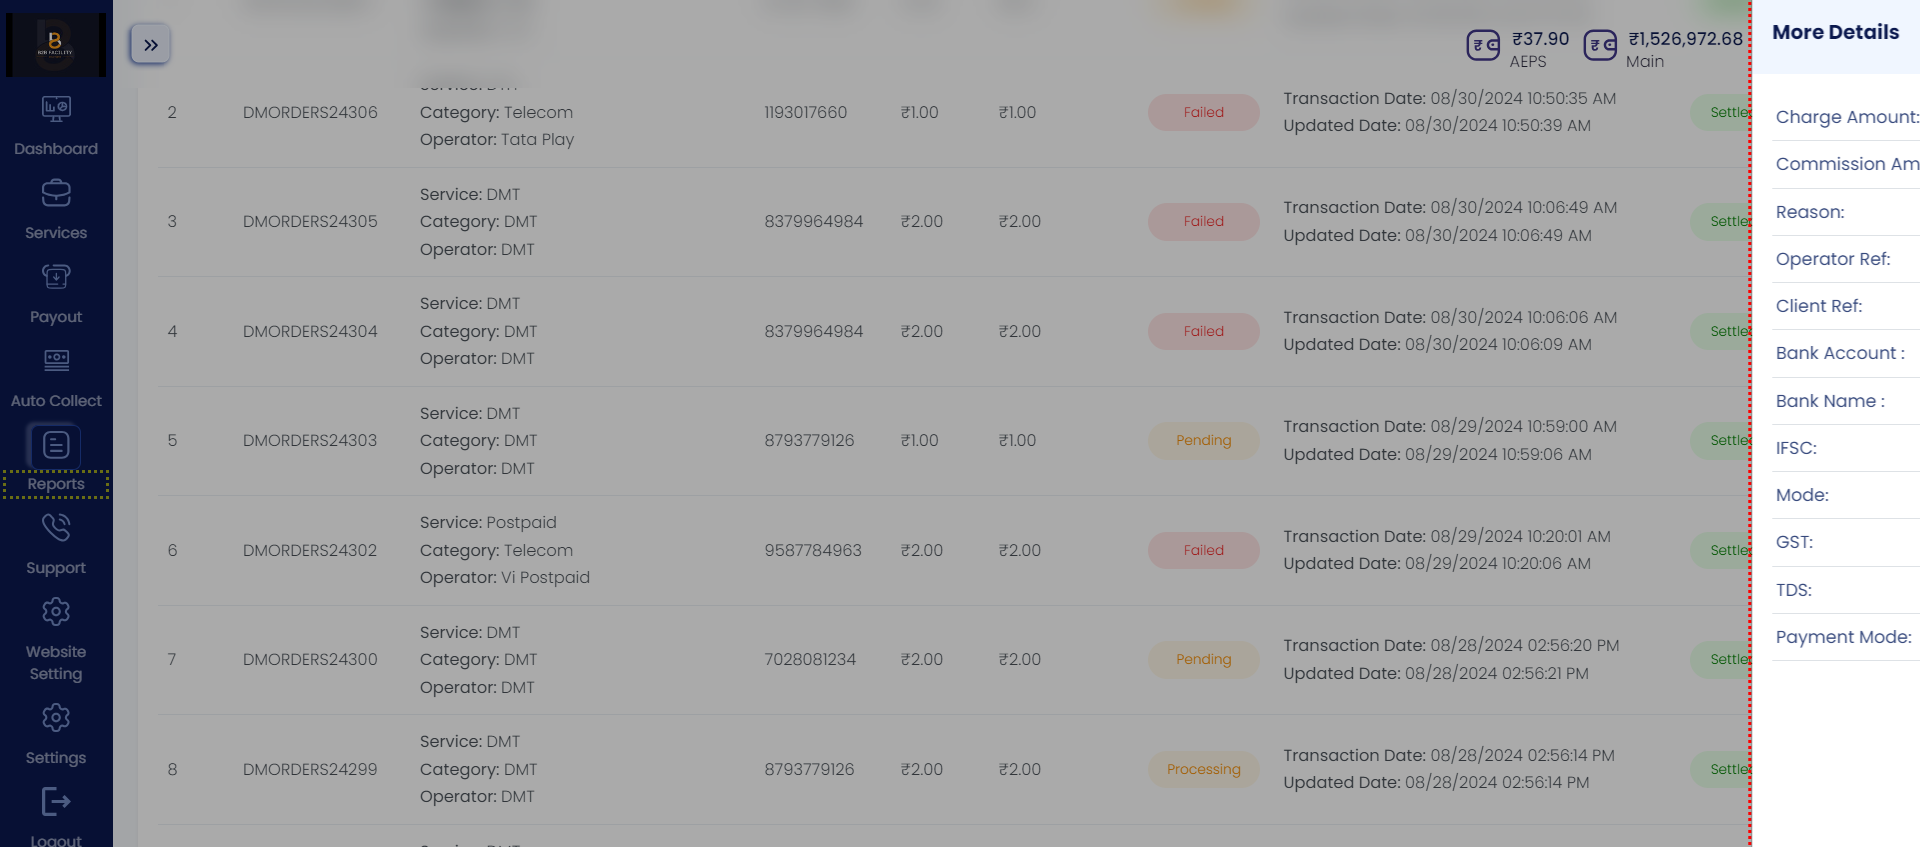 B2B FACILITY
₹37.90
AEPS
₹1,526,972.68
Main
More Details
Dashboard
Services
Payout
Auto Collect
Reports
Support
Website
Setting
Settings
Logout
2
DMORDERS24306
Service: DMT
Category: Telecom
Operator: Tata Play
1193017660
₹1.00
₹1.00
Failed
Transaction Date: 08/30/2024 10:50:35 AM
Updated Date: 08/30/2024 10:50:39 AM
Settle
3
DMORDERS24305
Service: DMT
Category: DMT
Operator: DMT
8379964984
₹2.00
₹2.00
Failed
Transaction Date: 08/30/2024 10:06:49 AM
Updated Date: 08/30/2024 10:06:49 AM
Settle
4
DMORDERS24304
Service: DMT
Category: DMT
Operator: DMT
8379964984
₹2.00
₹2.00
Failed
Transaction Date: 08/30/2024 10:06:06 AM
Updated Date: 08/30/2024 10:06:09 AM
Settle
5
DMORDERS24303
Service: DMT
Category: DMT
Operator: DMT
8793779126
₹1.00
₹1.00
Pending
Transaction Date: 08/29/2024 10:59:00 AM
Updated Date: 08/29/2024 10:59:06 AM
Settle
6
DMORDERS24302
Service: Postpaid
Category: Telecom
Operator: Vi Postpaid
9587784963
₹2.00
₹2.00
Failed
Transaction Date: 08/29/2024 10:20:01 AM
Updated Date: 08/29/2024 10:20:06 AM
Settle
7
DMORDERS24300
Service: DMT
Category: DMT
Operator: DMT
7028081234
₹2.00
₹2.00
Pending
Transaction Date: 08/28/2024 02:56:20 PM
Updated Date: 08/28/2024 02:56:21 PM
Settle
8
DMORDERS24299
Service: DMT
Category: DMT
Operator: DMT
8793779126
₹2.00
₹2.00
Processing
Transaction Date: 08/28/2024 02:56:14 PM
Updated Date: 08/28/2024 02:56:14 PM
Settle
Charge Amount:
Commission Am
Reason:
Operator Ref:
Client Ref:
Bank Account :
Bank Name :
IFSC:
Mode:
GST:
TDS:
Payment Mode: